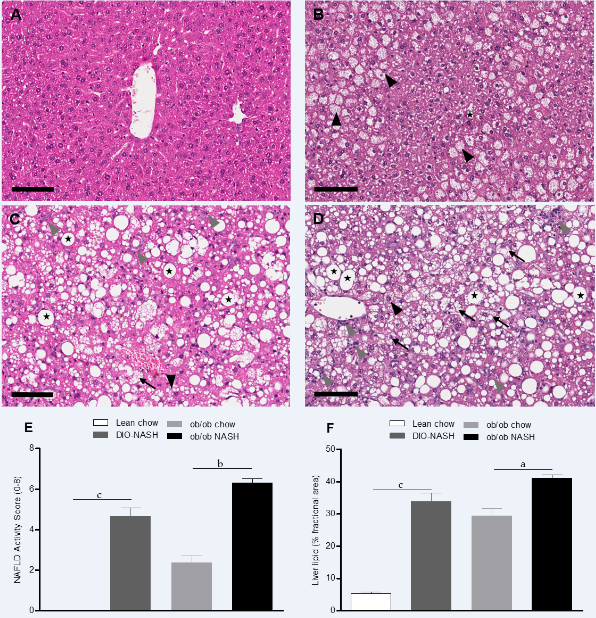 A
B
C
D
E
Lean chow
ob/ob chow
DIO-NASH
ob/ob NASH
NAFLD Activity Score (0-8)
8
6
4
2
0
c
b
F
Lean chow
ob/ob chow
DIO-NASH
ob/ob NASH
Liver lipid (% fractional area)
50
40
30
20
10
0
c
a